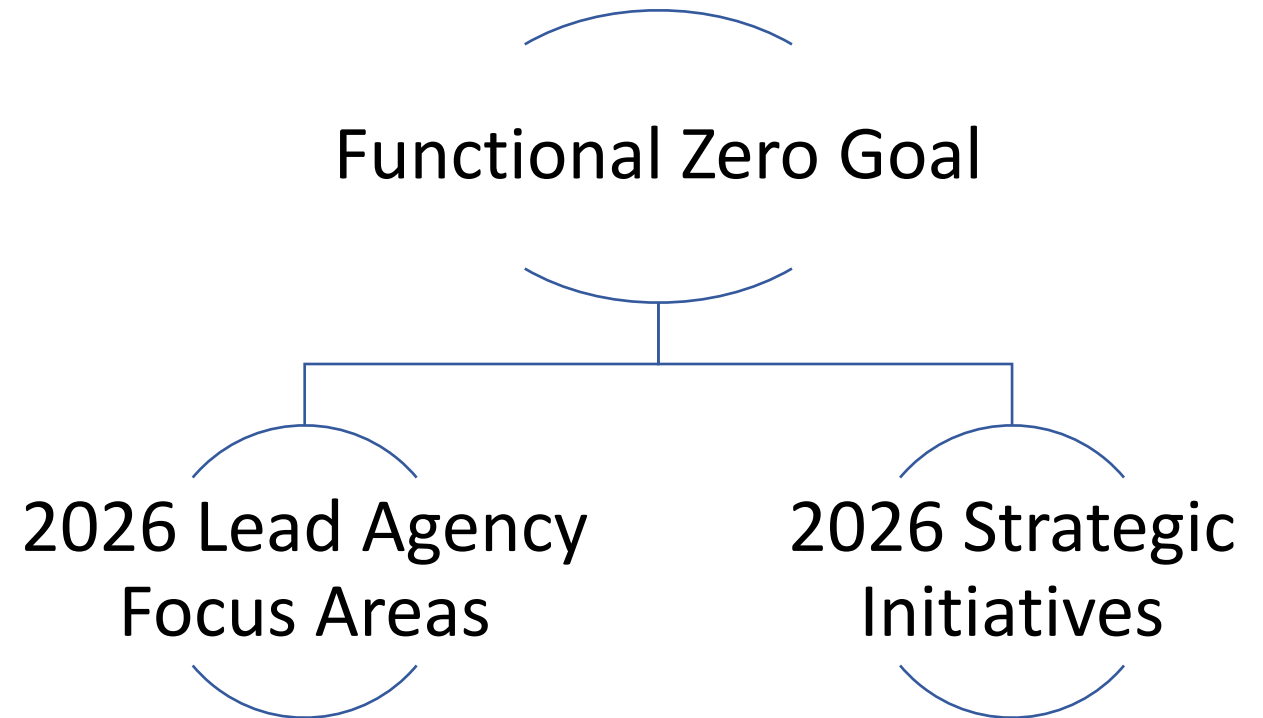 Functional Zero Goal
2026 Lead Agency
Focus Areas
2026 Strategic
Initiatives